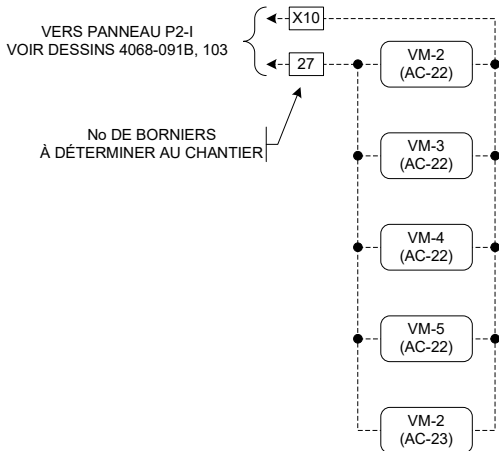 VERS PANNEAU P2-I
VOIR DESSINS 4068-091B, 103
X10
27
No DE BORNIERS
À DÉTERMINER AU CHANTIER
VM-2
(AC-22)
VM-3
(AC-22)
VM-4
(AC-22)
VM-5
(AC-22)
VM-2
(AC-23)